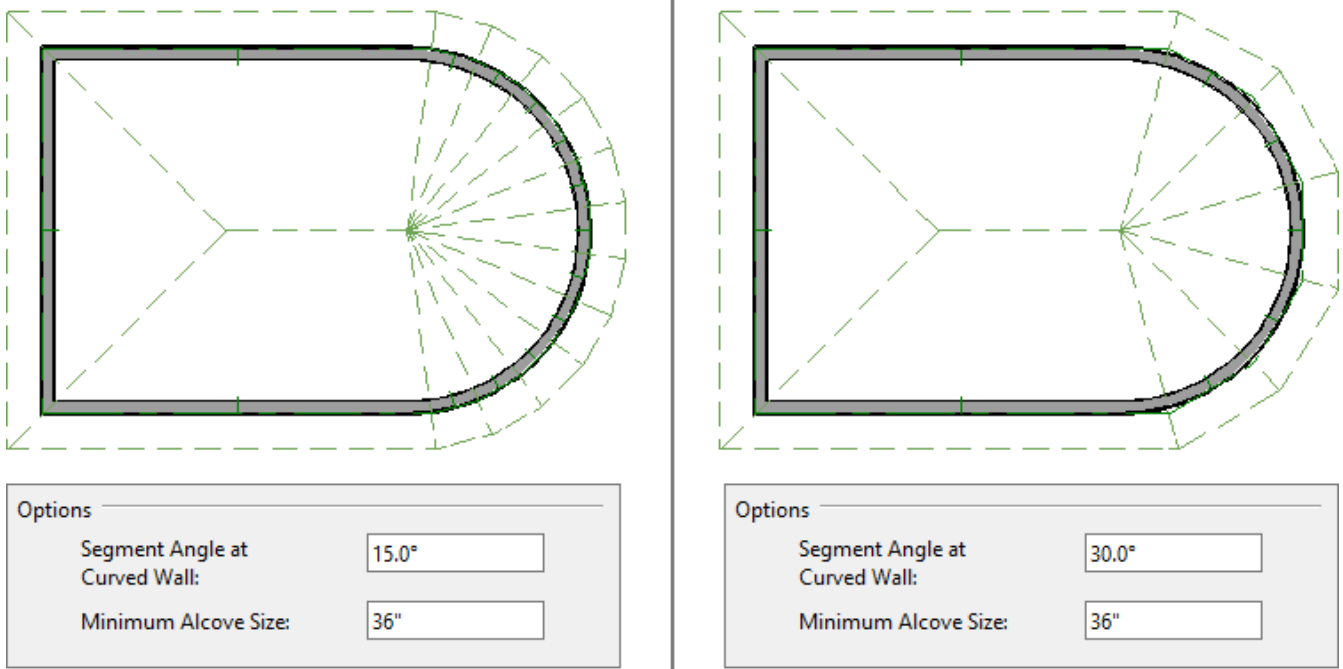 Options
Segment Angle at
Curved Wall:
15.0°
Minimum Alcove Size:
36"
Options
Segment Angle at
Curved Wall:
30.0°
Minimum Alcove Size:
36"